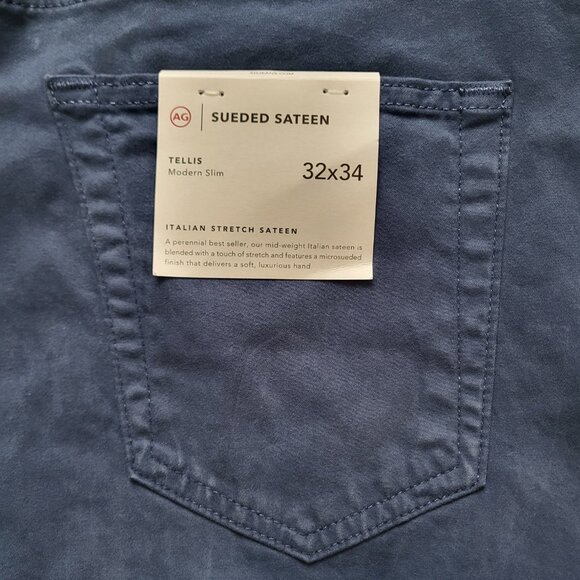 AG SUEDED SATEEN
TELLIS
Modern Slim
32x34
ITALIAN STRETCH SATEEN
A perennial best seller, our mid-weight Italian sateen is
blended with a touch of stretch and features a microsueded
finish that delivers a soft, luxurious hand